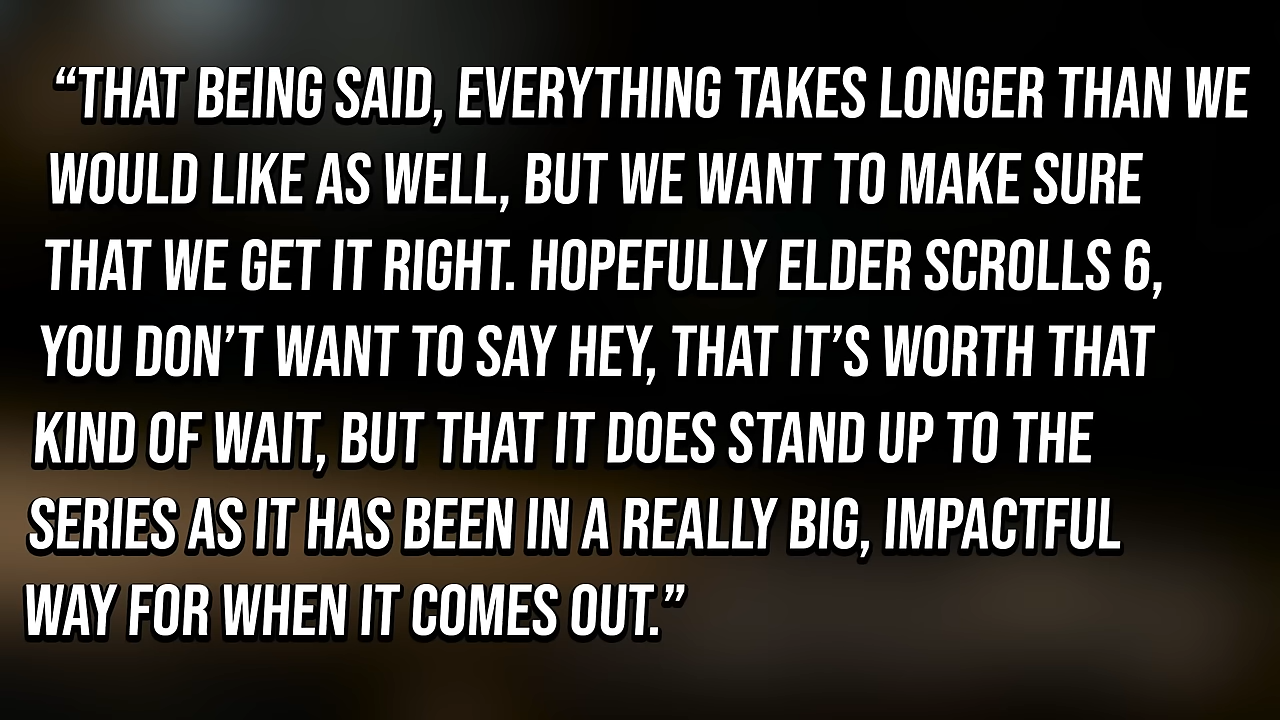 “THAT BEING SAID, EVERYTHING TAKES LONGER THAN WE
WOULD LIKE AS WELL, BUT WE WANT TO MAKE SURE
THAT WE GET IT RIGHT. HOPEFULLY ELDER SCROLLS 6,
YOU DON’T WANT TO SAY HEY, THAT IT’S WORTH THAT
KIND OF WAIT, BUT THAT IT DOES STAND UP TO THE
SERIES AS IT HAS BEEN IN A REALLY BIG, IMPACTFUL
WAY FOR WHEN IT COMES OUT.”